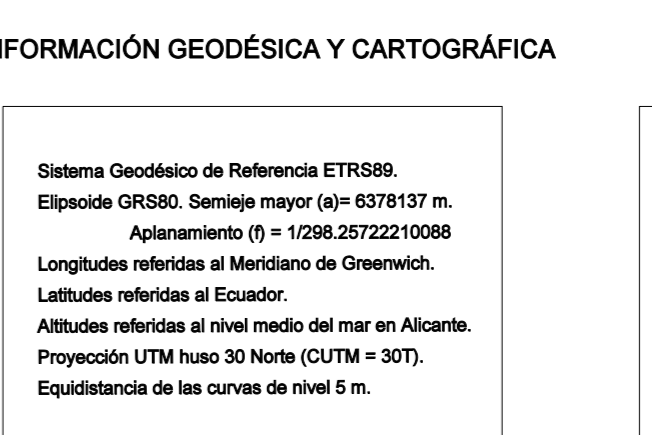 NFORMACIÓN GEODÉSICA Y CARTOGRÁFICA
Sistema Geodésico de Referencia ETRS89.
Elipsoide GRS80. Semieje mayor (a)= 6378137 m.
Aplanamiento (f) = 1/298.25722210088
Longitudes referidas al Meridiano de Greenwich.
Latitudes referidas al Ecuador.
Altitudes referidas al nivel medio del mar en Alicante.
Proyección UTM huso 30 Norte (CUTM = 30T).
Equidistancia de las curvas de nivel 5 m.